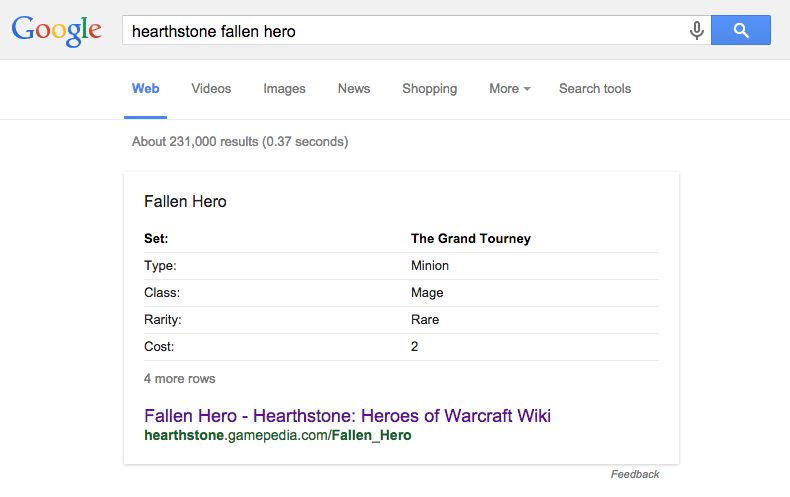 Google hearthstone fallen hero
Web Videos Images News Shopping More Search tools
About 231,000 results (0.37 seconds)
Fallen Hero
Set: The Grand Tourney
Type: Minion
Class: Mage
Rarity: Rare
Cost: 2
4 more rows
Fallen Hero - Hearthstone: Heroes of Warcraft Wiki
hearthstone.gamepedia.com/Fallen_Hero
Feedback